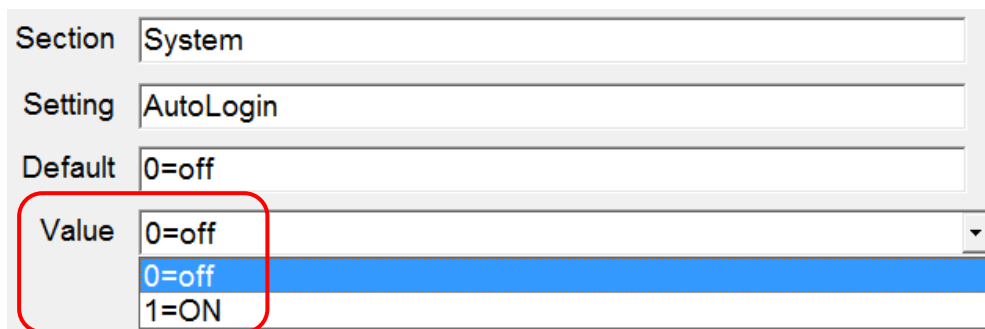 Section System
Setting AutoLogin
Default 0=off
Value 0=off
0=off
1=ON